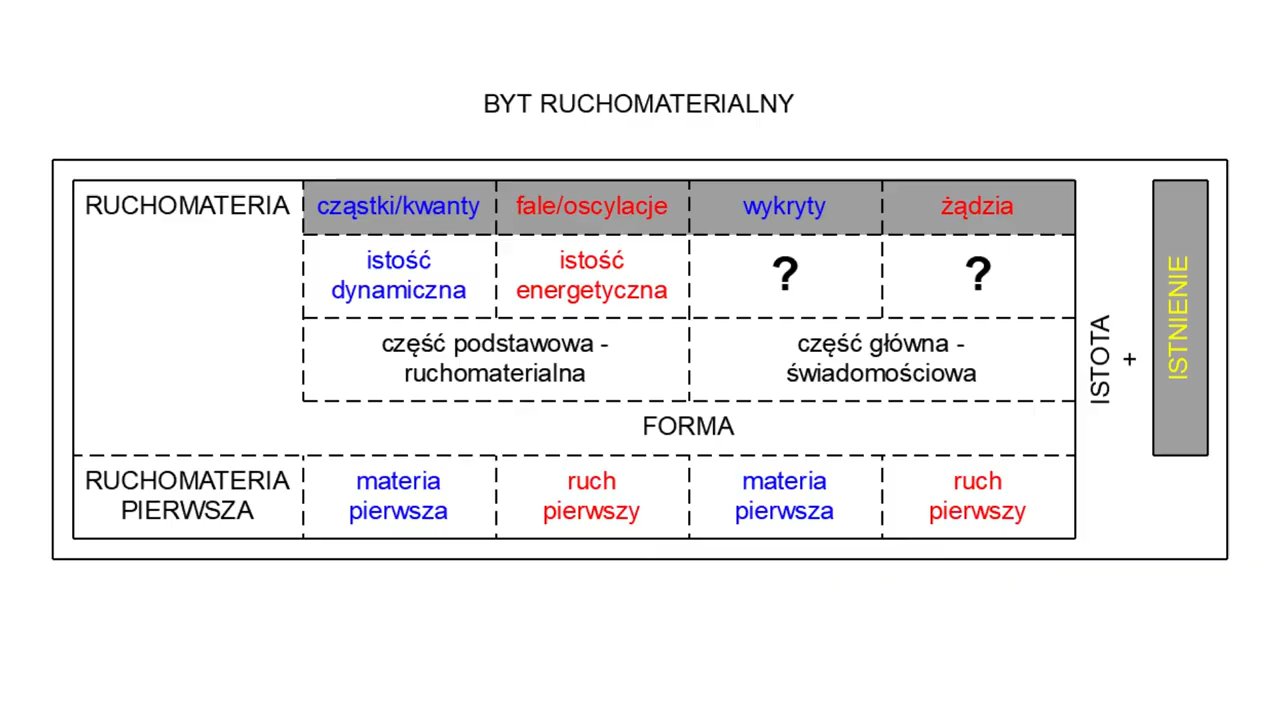 BYT RUCHOMATERIALNY
RUCHOMATERIA
cząstki/kwanty
fale/oscylacje
wykryty
żądzia
istość
dynamiczna
istość
energetyczna
?
?
część podstawowa -
ruchomaterialna
część główna -
świadomościowa
FORMA
RUCHOMATERIA
PIERWSZA
materia
pierwsza
ruch
pierwszy
materia
pierwsza
ruch
pierwszy
ISTOTA
+
ISTNIENIE